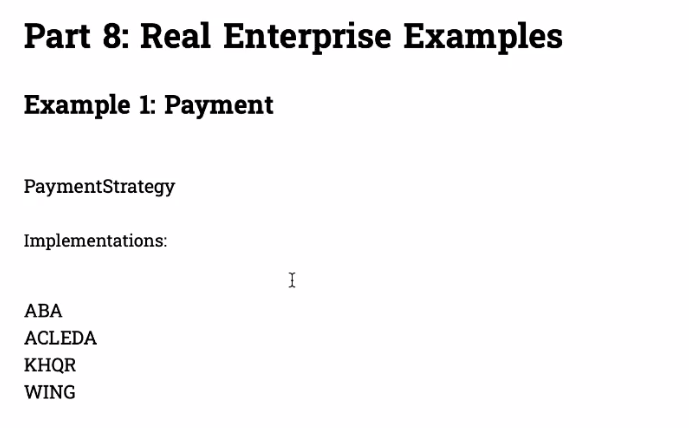 Part 8: Real Enterprise Examples
Example 1: Payment
PaymentStrategy
Implementations:
ABA
ACLEDA
KHQR
WING